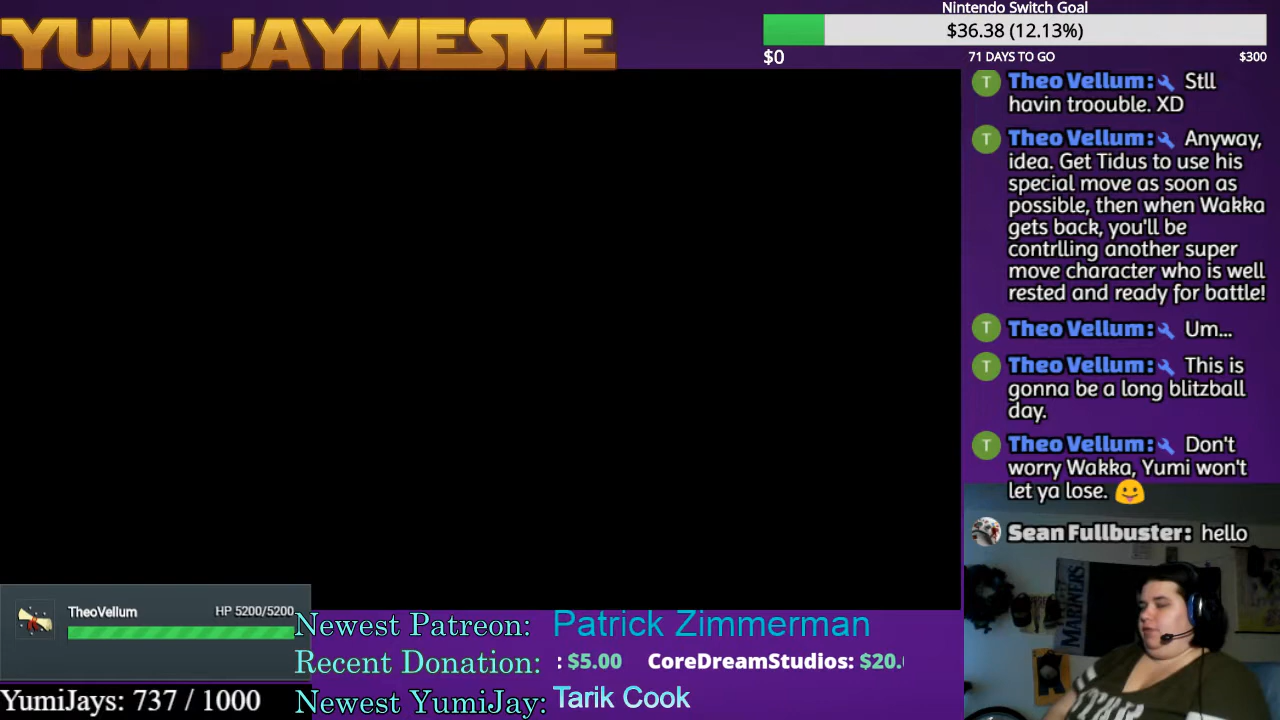 YUMI JAYMESME
Nintendo Switch Goal
$36.38 (12.13%)
$0
71 DAYS TO GO
$300
T Theo Vellum: Stll
havin troouble. XD
T Theo Vellum: Anyway,
idea. Get Tidus to use his
special move as soon as
possible, then when Wakka
gets back, you'll be
contrlling another super
move character who is well
rested and ready for battle!
T Theo Vellum: Um...
T Theo Vellum: This is
gonna be a long blitzball
day.
T Theo Vellum: Don't
worry Wakka, Yumi won't
let ya lose.
Sean Fullbuster: hello
MARINERS
TheoVellum
HP 5200/5200
Newest Patreon: Patrick Zimmerman
Recent Donation: : $5.00 CoreDreamStudios: $20.
YumiJays: 737 / 1000
Newest YumiJay: Tarik Cook